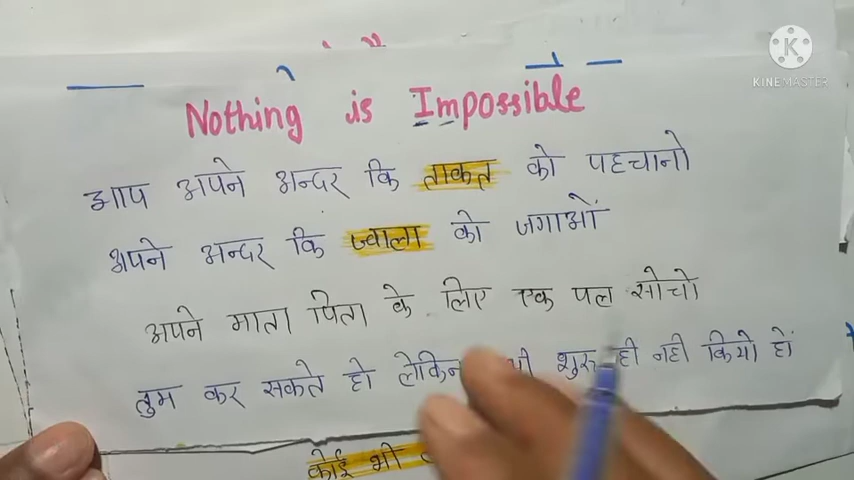 KINEMASTER
Nothing is Impossible
आप अपने अन्दर कि ताकत को पहचानो
अपने अन्दर कि ज्वाला को जगाओं
अपने माता पिता के लिए एक पल सोचो
तुम कर सकते हो लेकिन शुरू ही नही कियो हों
कोई भी